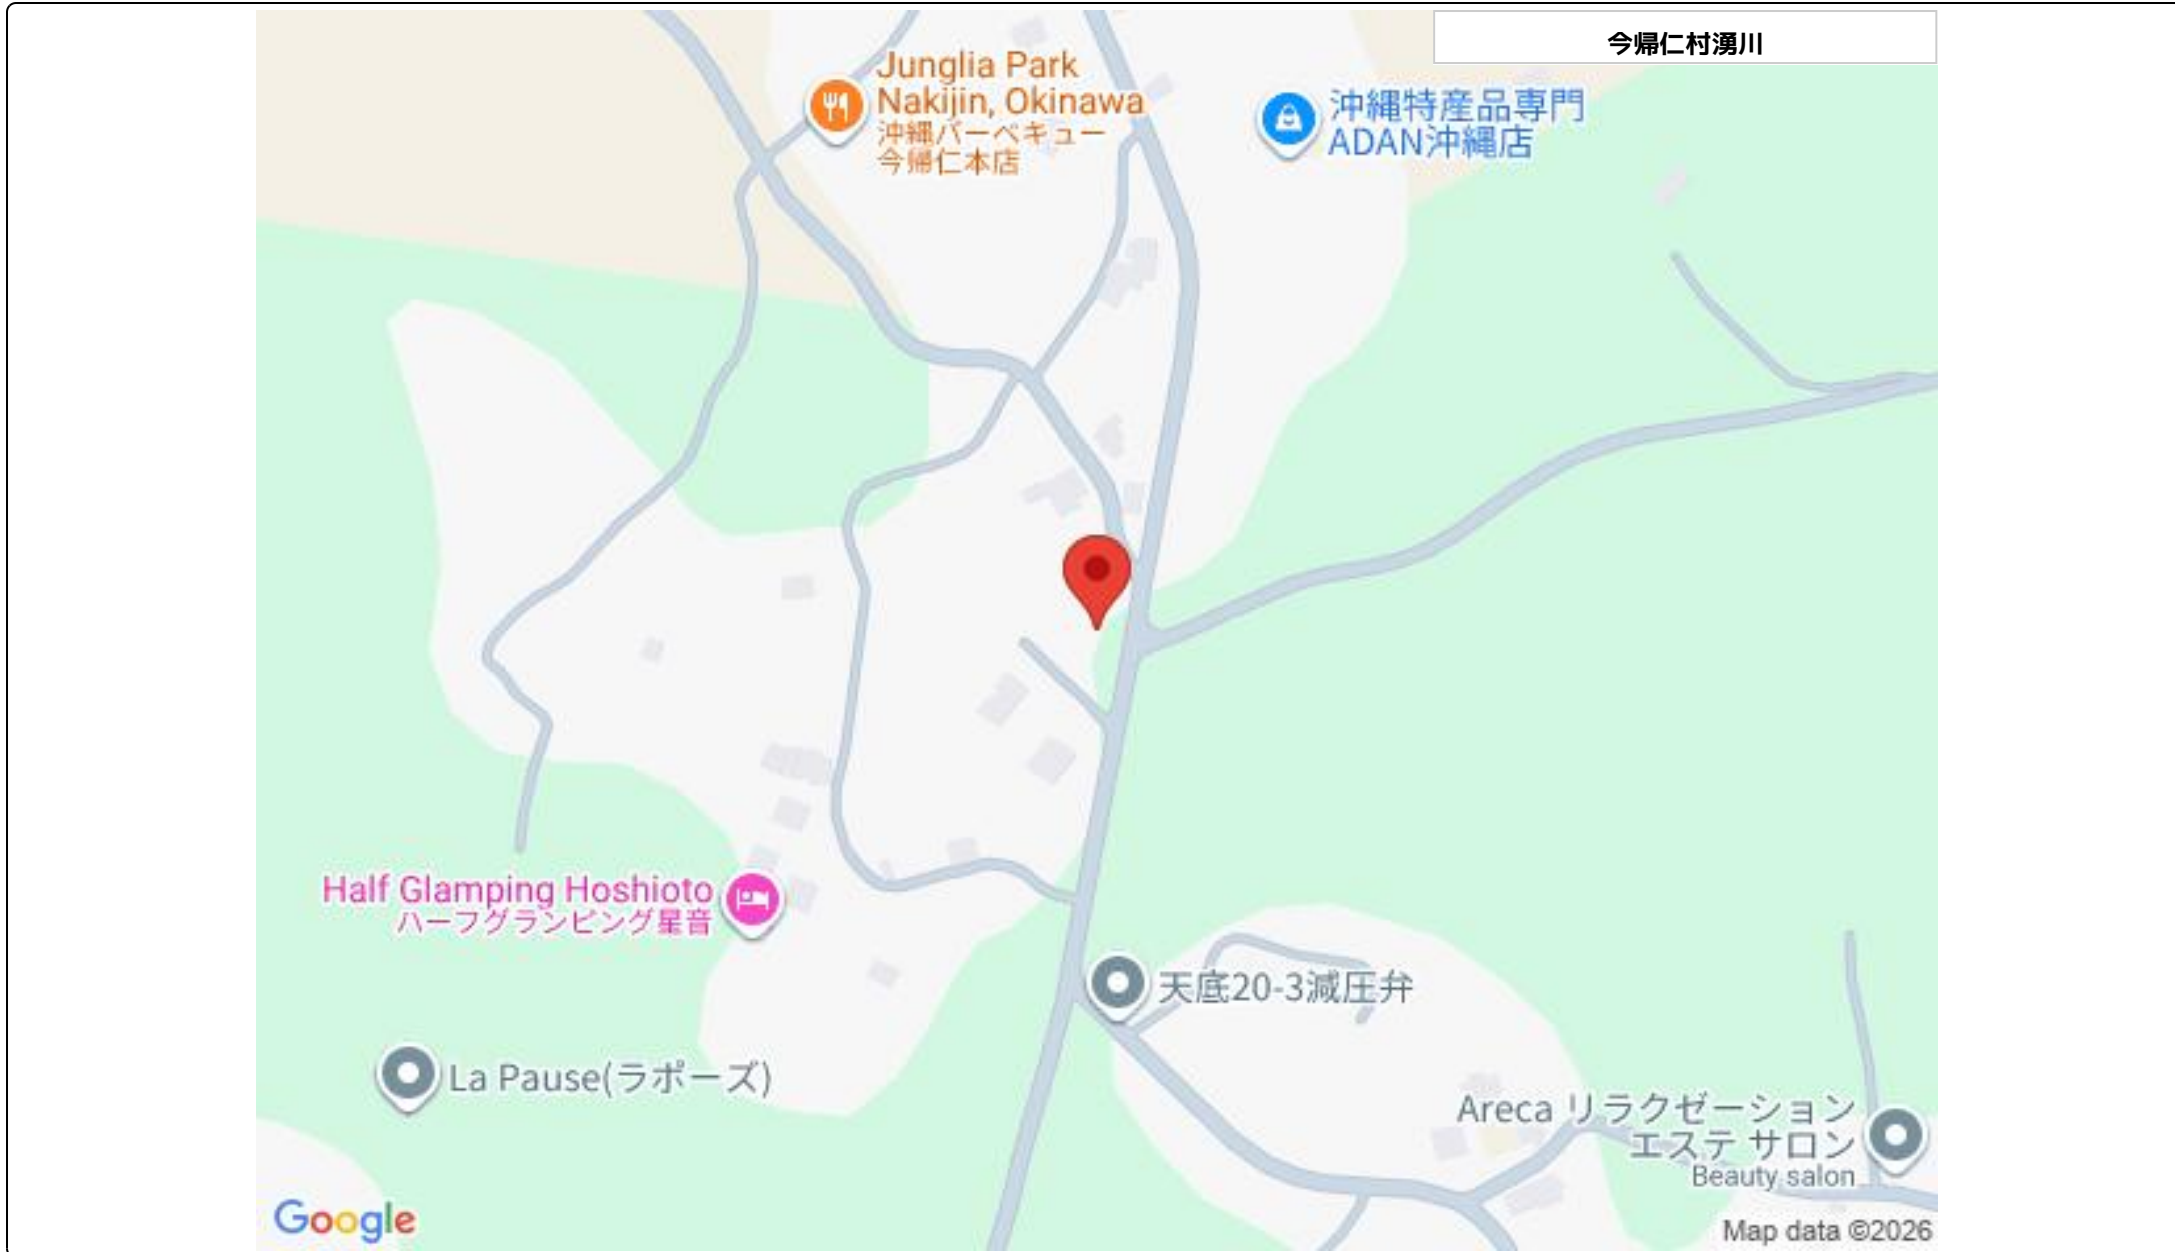 今帰仁村湧川
Junglia Park
Nakijin, Okinawa
沖縄バーベキュー
今帰仁本店
沖縄特産品専門
ADAN沖縄店
Half Glamping Hoshioto
ハーフグランピング星音
天底20-3減圧弁
La Pause(ラポーズ)
Areca リラクゼーション
エステ サロン
Beauty salon
Google
Map data ©2026